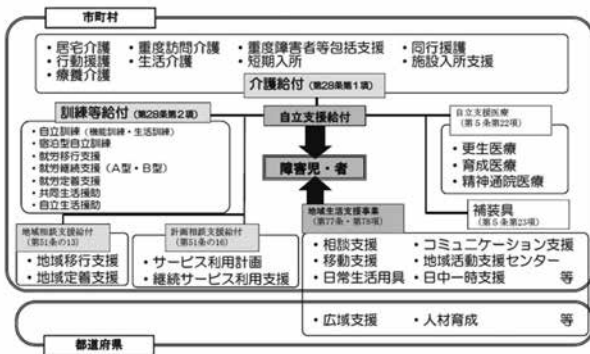 市町村
・居宅介護 ・重度訪問介護 ・重度障害者等包括支援 ・同行援護
・行動援護 ・生活介護 ・短期入所 ・施設入所支援
・療養介護
介護給付(第28条第1項)
訓練等給付(第28条第2項)
・自立訓練(機能訓練・生活訓練)
・宿泊型自立訓練
・就労移行支援
・就労継続支援(A型・B型)
・就労定着支援
・共同生活援助
・自立生活援助
自立支援給付
障害児・者
自立支援医療
(第5条第22項)
・更生医療
・育成医療
・精神通院医療
補装具
(第5条第23項)
地域相談支援給付
(第51条の13)
・地域移行支援
・地域定着支援
計画相談支援給付
(第51条の16)
・サービス利用計画
・継続サービス利用支援
地域生活支援事業
(第77条・第78項)
・相談支援 ・コミュニケーション支援
・移動支援 ・地域活動支援センター
・日常生活用具 ・日中一時支援 等
・広域支援 ・人材育成 等
都道府県